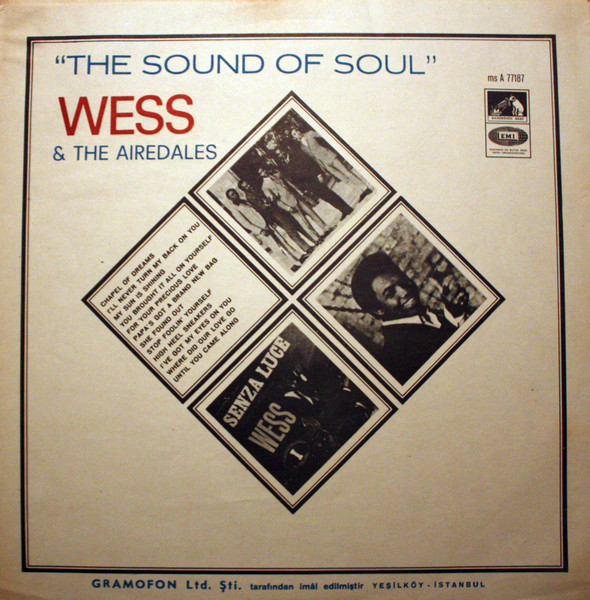 "THE SOUND OF SOUL"
ms A 77187
WESS
& THE AIREDALES
EMI
CHAPEL OF DREAMS
I'LL NEVER TURN MY BACK ON YOU
MY SUN IS SHINING
YOU BROUGHT IT ALL ON YOURSELF
FOR YOUR PRECIOUS LOVE
PAPA'S GOT A BRAND NEW BAG
SHE FOUND OUT
STOP FOOLIN' YOURSELF
HIGH HEEL SNEAKERS
I'VE GOT MY EYES ON YOU
WHERE DID OUR LOVE GO
UNTIL YOU CAME ALONG
SENZA LUCE
WESS
1
GRAMOFON Ltd. Şti. tarafından imâl edilmiştir YEŞİLKÖY - İSTANBUL